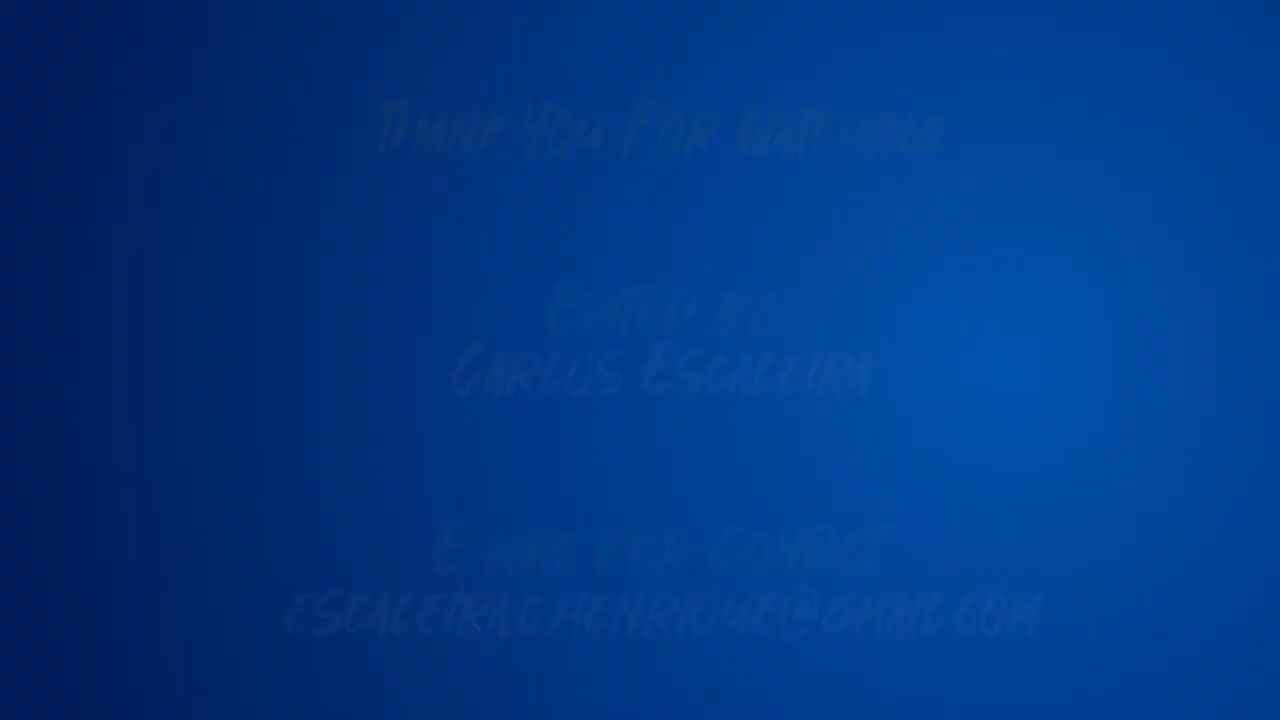 Thank You For Watching
Edited by
Carlos Escaleira
E-mail for Contact